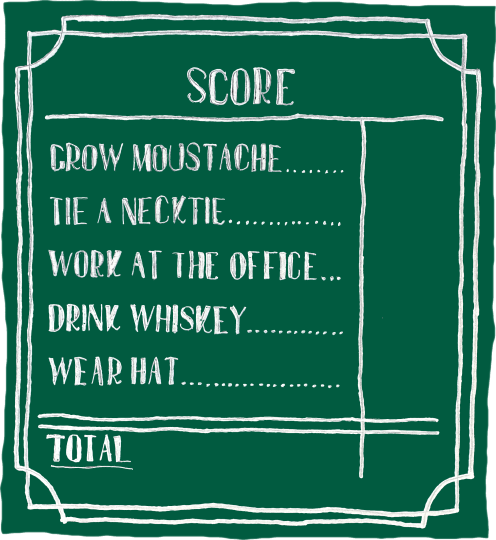 SCORE
GROW MOUSTACHE........
TIE A NECKTIE..............
WORK AT THE OFFICE...
DRINK WHISKEY.............
WEAR HAT....................
TOTAL